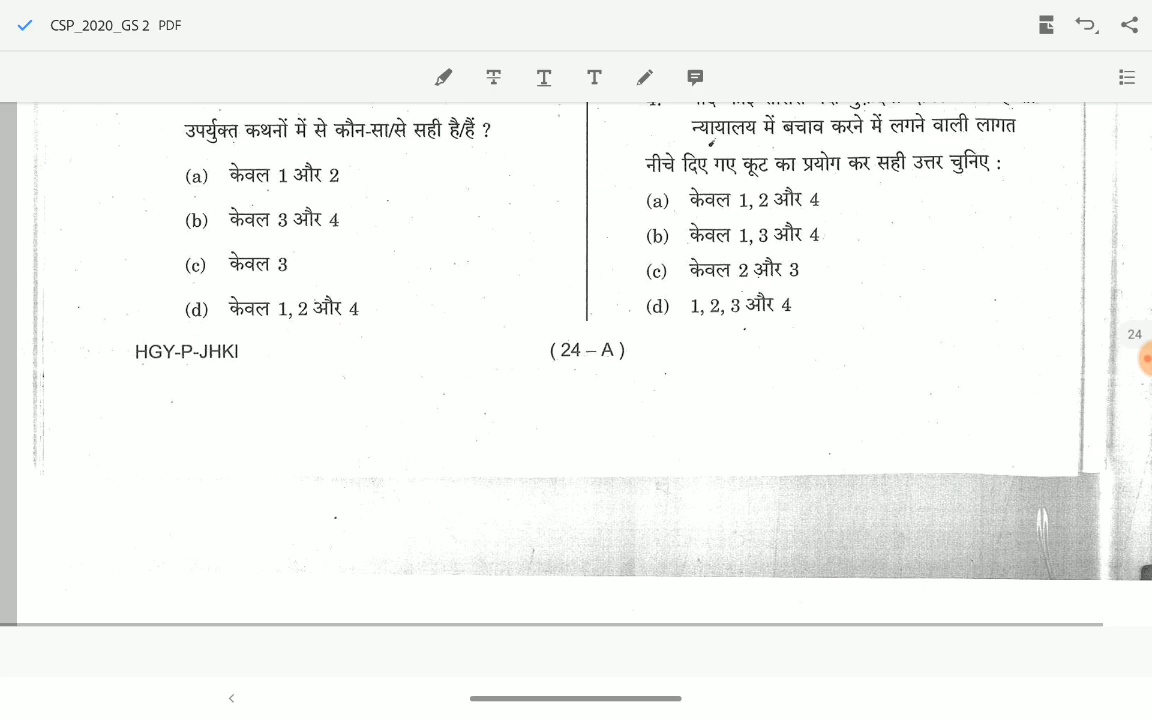 CSP_2020_GS 2 PDF
उपर्युक्त कथनों में से कौन-सा/से सही है/हैं ?
(a) केवल 1 और 2
(b) केवल 3 और 4
(c) केवल 3
(d) केवल 1, 2 और 4
न्यायालय में बचाव करने में लगने वाली लागत
नीचे दिए गए कूट का प्रयोग कर सही उत्तर चुनिए :
(a) केवल 1, 2 और 4
(b) केवल 1, 3 और 4
(c) केवल 2 और 3
(d) 1, 2, 3 और 4
HGY-P-JHKI
( 24 – A )
24